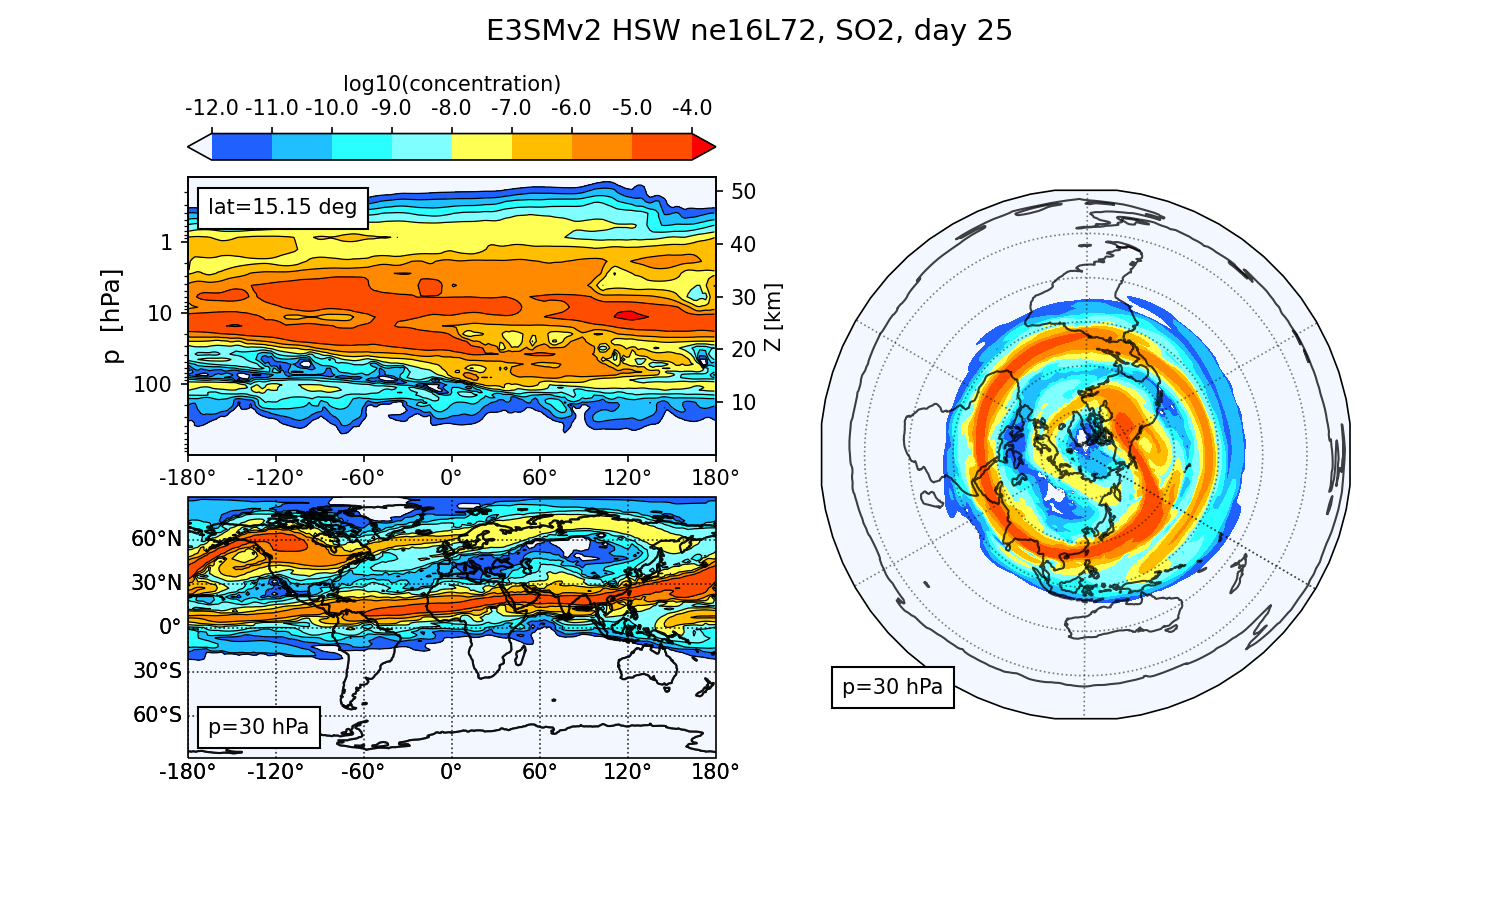 E3SMv2 HSW ne16L72, SO2, day 25
log10(concentration)
-12.0 -11.0 -10.0 -9.0 -8.0 -7.0 -6.0 -5.0 -4.0
lat=15.15 deg
p [hPa]
1
10
100
50
40
30
20
10
Z [km]
-180° -120° -60° 0° 60° 120° 180°
60°N
30°N
0°
30°S
60°S
p=30 hPa
-180° -120° -60° 0° 60° 120° 180°
p=30 hPa